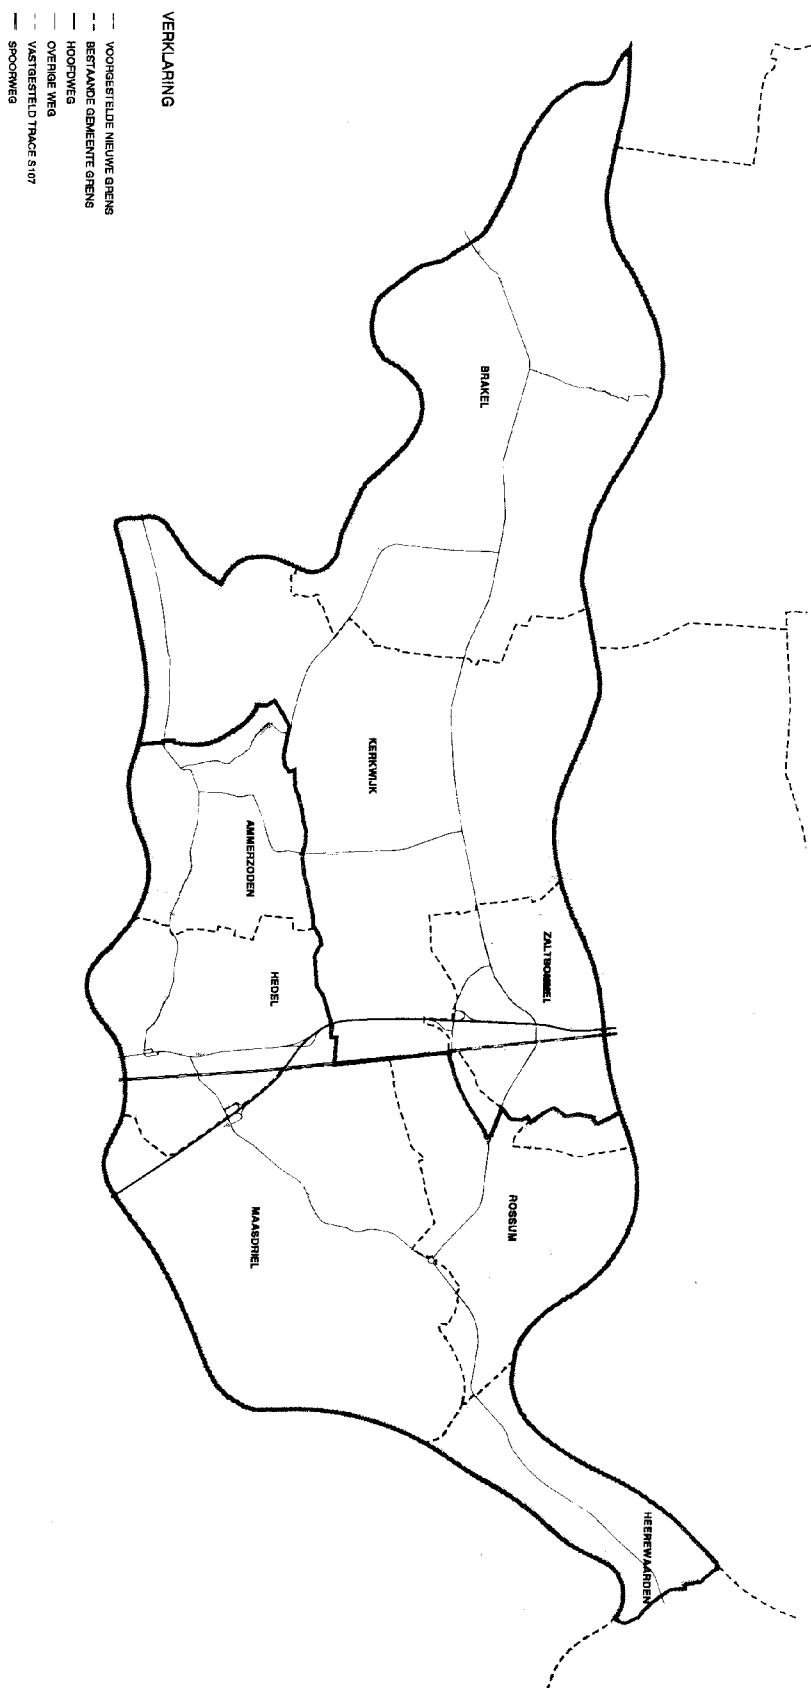 VERKLARING
VOORGESTELDE NIEUWE GRENS
BESTAANDE GEMEENTE GRENS
HOOFDWEG
OVERIGE WEG
VASTGESTELD TRACE S107
SPOORWEG
BRAKEL
KERKWIJK
AMMERZODEN
ZALTBOMMEL
HEDEL
ROSSUM
MAASDRIEL
HEEREWAARDEN